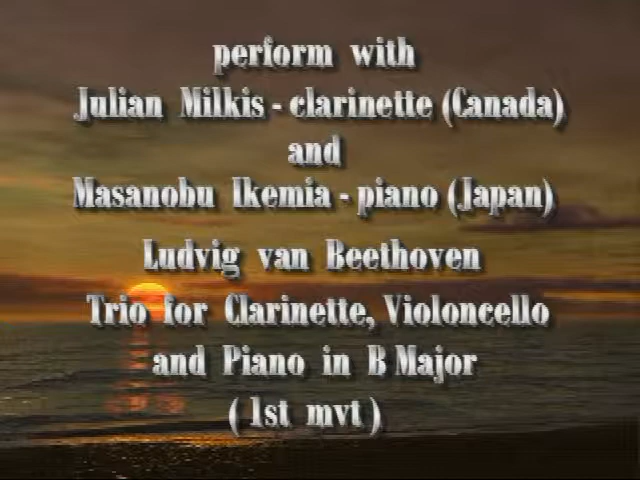 perform with
Julian Milkis - clarinette (Canada)
and
Masanobu Ikemia - piano (Japan)
Ludvig van Beethoven
Trio for Clarinette, Violoncello
and Piano in B Major
( 1st mvt )